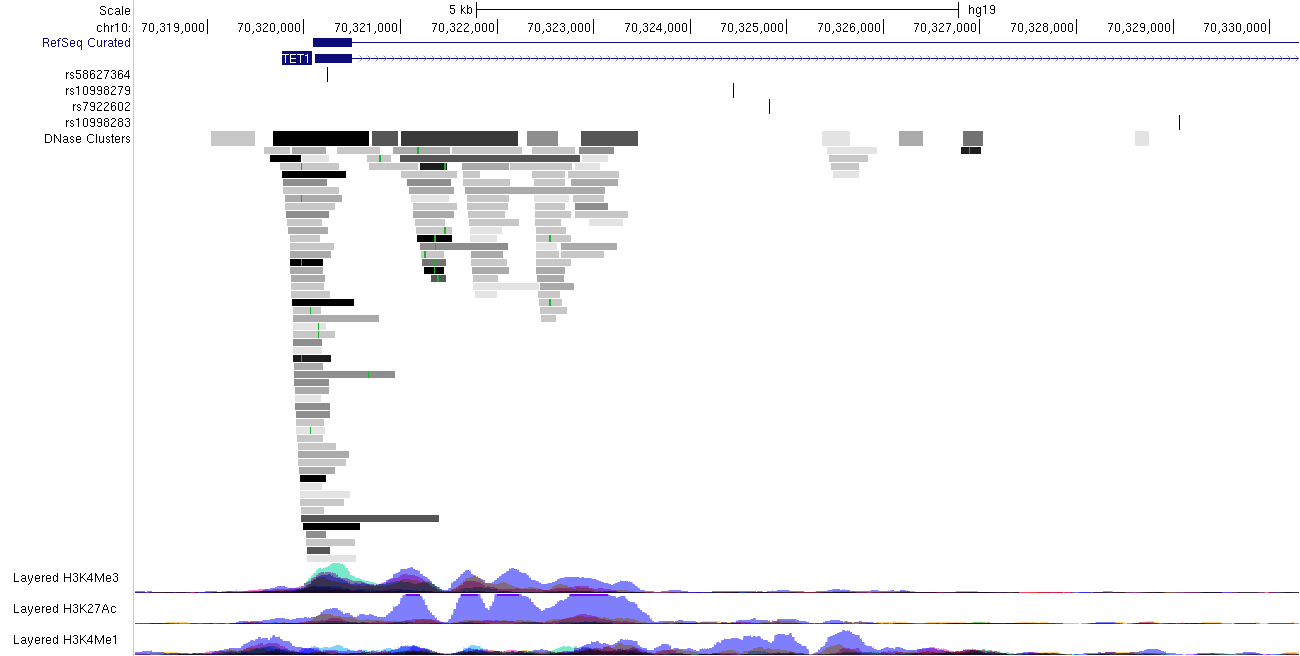 Scale 5 kb hg19
chr10: 70,319,000 70,320,000 70,321,000 70,322,000 70,323,000 70,324,000 70,325,000 70,326,000 70,327,000 70,328,000 70,329,000 70,330,000
RefSeq Curated
TET1
rs58627364
rs10998279
rs7922602
rs10998283
DNase Clusters
Layered H3K4Me3
Layered H3K27Ac
Layered H3K4Me1